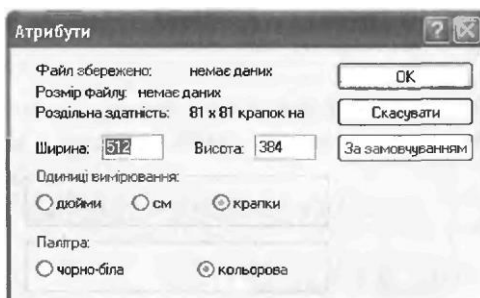 Атрибути
Файл збережено: немає даних
Розмір файлу: немає даних
Роздільна здатність: 81 x 81 крапок на
Ширина: 512 Висота: 384
Одиниці вимірювання:
дюйми см крапки
Палітра:
чорно-біла кольорова
OK
Скасувати
За замовчуванням